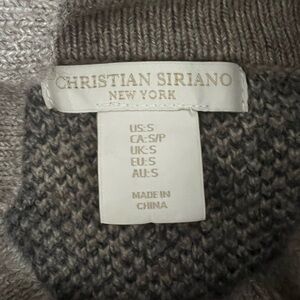 CHRISTIAN SIRIANO
NEW YORK
US:S
CA:S/P
UK:S
EU:S
AU:S
MADE IN
CHINA